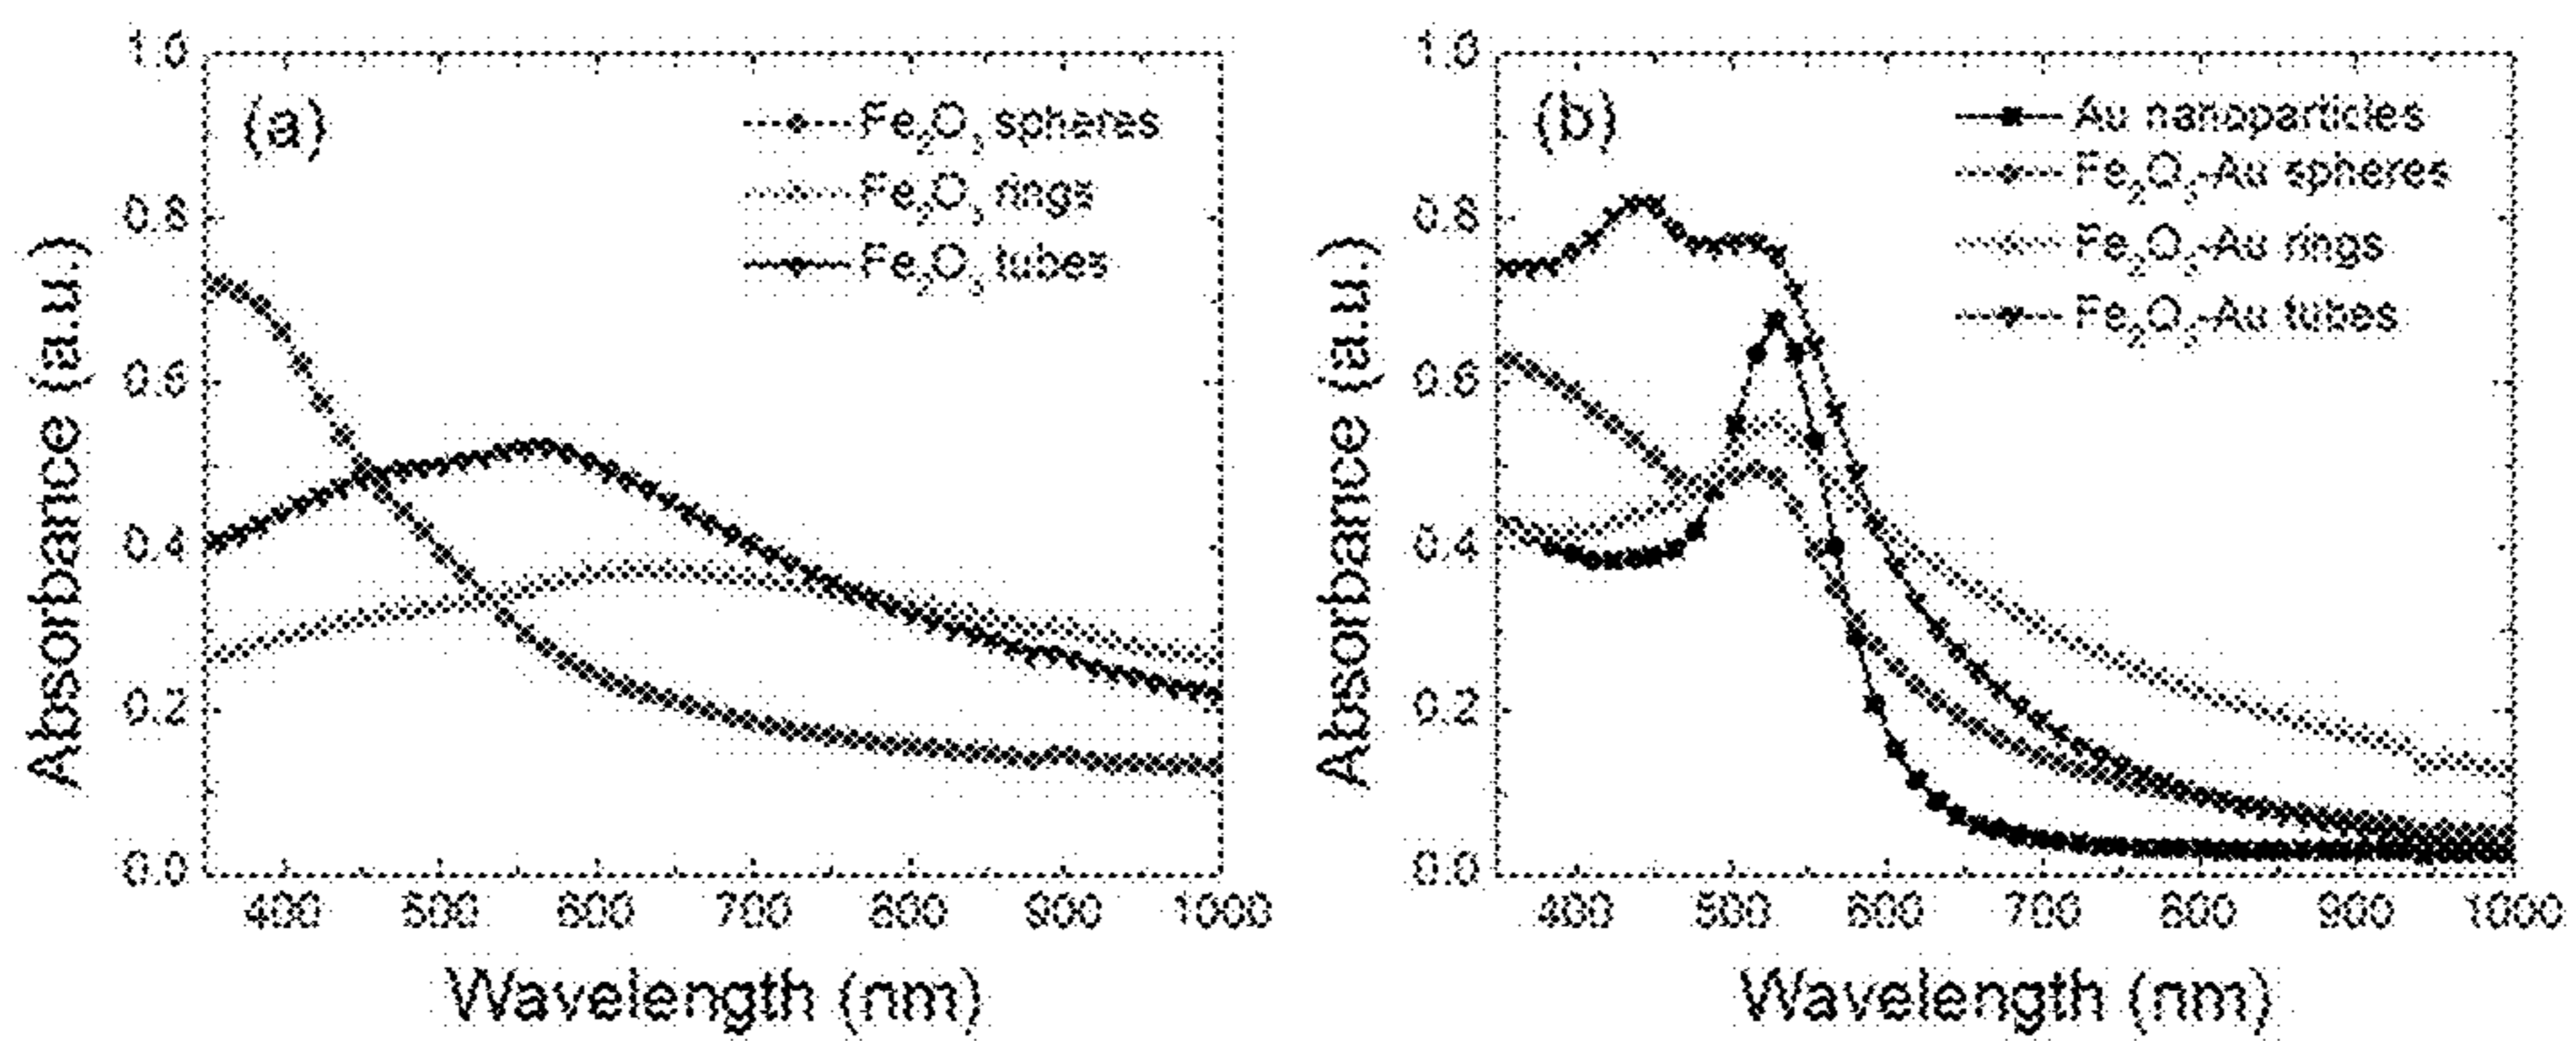 (a)
Fe2O3 spheres
Fe2O3 rings
Fe2O3 tubes
1.0
0.8
0.6
0.4
0.2
0.0
400 500 600 700 800 900 1000
Absorbance (a.u.)
Wavelength (nm)
(b)
Au nanoparticles
Fe2O3-Au spheres
Fe2O3-Au rings
Fe2O3-Au tubes
1.0
0.8
0.6
0.4
0.2
0.0
400 500 600 700 800 900 1000
Absorbance (a.u.)
Wavelength (nm)